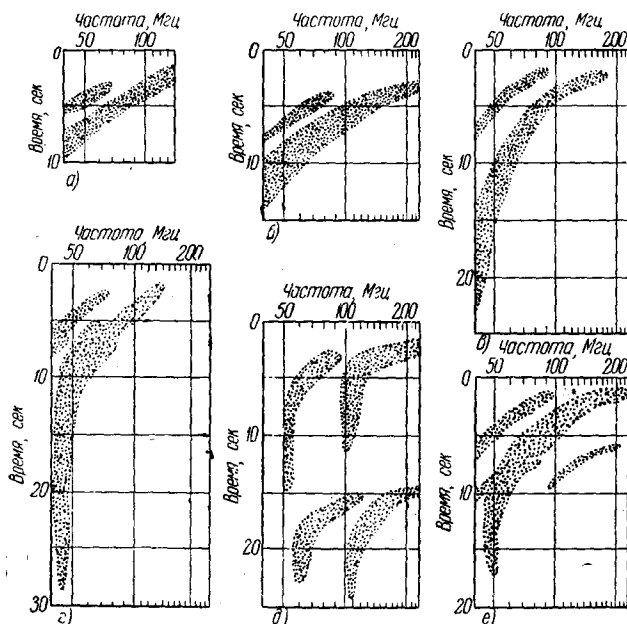 Частота, Мгц
50 100
0
10
Время, сек
а)
Частота, Мгц
50 100 200
0
10
Время, сек
в)
Частота, Мгц
50 100 200
0
10
20
Время, сек
в)
Частота Мгц
50 100 200
0
10
20
30
Время, сек
г)
Частота, Мгц
50 100 200
0
10
20
Время, сек
д)
Частота, Мгц
50 100 200
0
10
20
Время, сек
е)